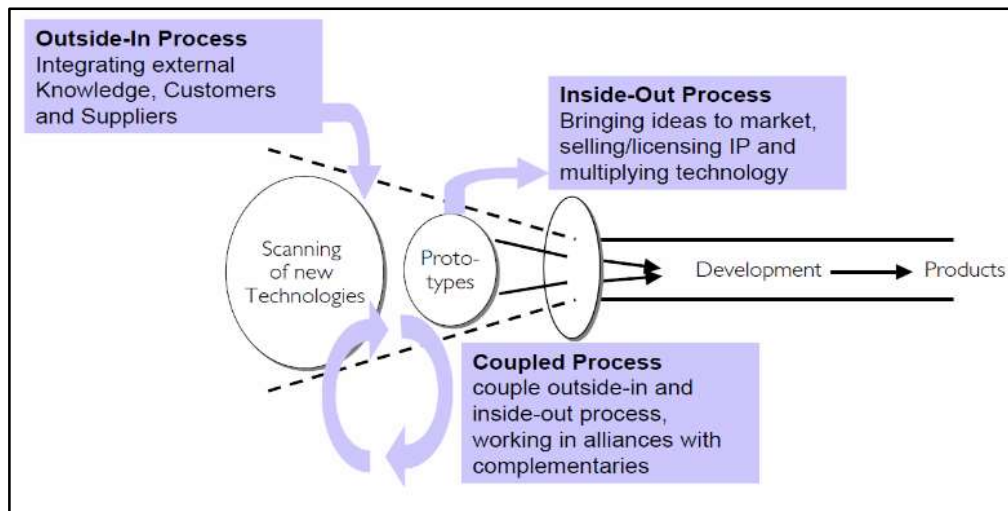 Outside-In Process
Integrating external
Knowledge, Customers
and Suppliers
Inside-Out Process
Bringing ideas to market,
selling/licensing IP and
multiplying technology
Scanning
of new
Technologies
Proto-
types
Development
Products
Coupled Process
couple outside-in and
inside-out process,
working in alliances with
complementaries